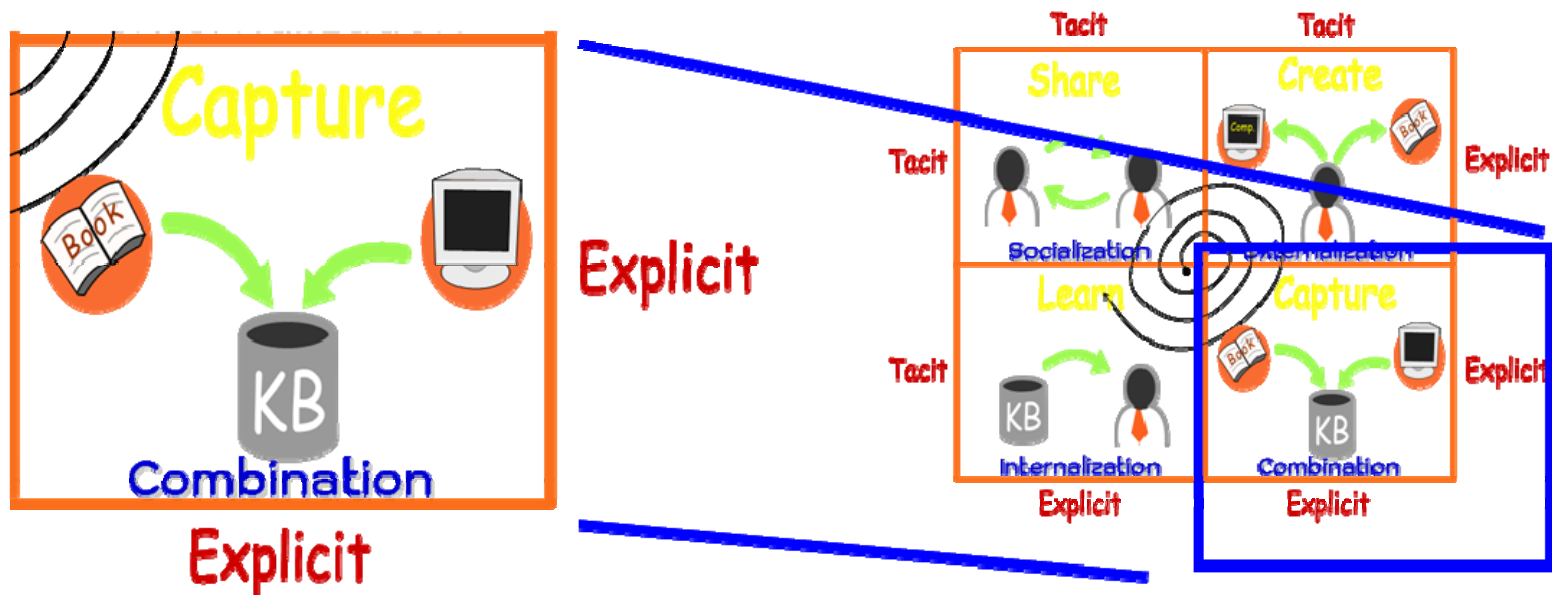 Capture
Book
KB
Combination
Explicit
Explicit
Tacit
Tacit
Share
Create
Comp.
Book
Tacit
Explicit
Socialization
Externalization
Learn
Capture
Book
Tacit
Explicit
KB
KB
Internalization
Combination
Explicit
Explicit